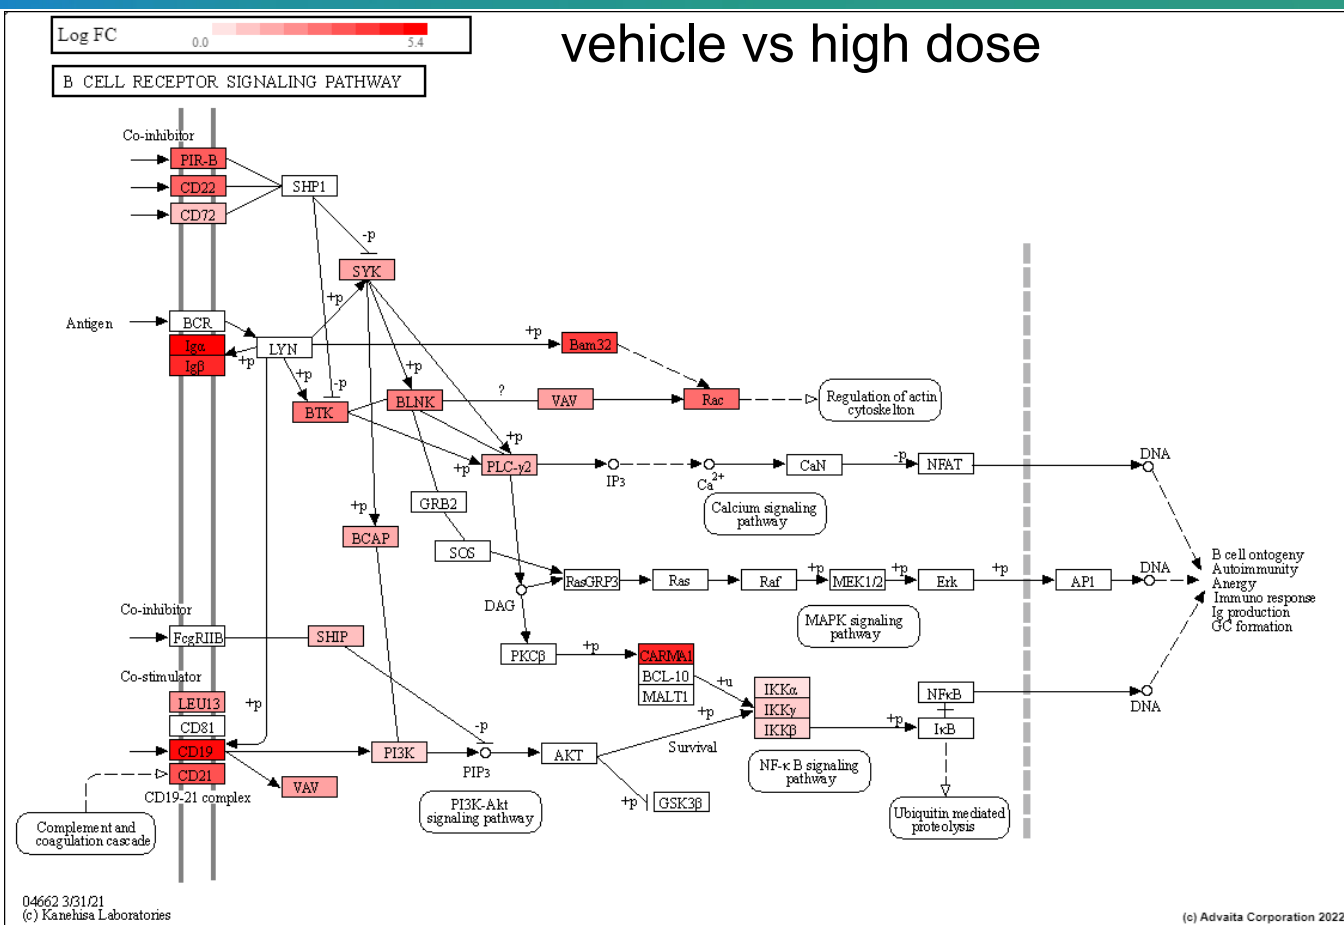 Log FC
0.0
5.4
vehicle vs high dose
B CELL RECEPTOR SIGNALING PATHWAY
Co-inhibitor
PIR-B
CD22
SHP1
CD72
-p
SYK
+p
Antigen
BCR
+p
LYN
Bam32
Igα
Igβ
+p
+p
+p
-p
?
BTK
BLNK
VAV
Rac
Regulation of actin
cytoskelton
+p
+p
PLC-γ2
IP3
Ca2+
CaN
-p
NFAT
DNA
GRB2
Calcium signaling
pathway
+p
BCAP
SOS
DAG
RasGRP3
Ras
Raf
+p
MEK1/2
+p
Erk
+p
AP1
DNA
B cell ontogeny
Autoimmunity
Anergy
Immuno response
Ig production
GC formation
Co-inhibitor
FcgRIIB
SHIP
MAPK signaling
pathway
PKCβ
+p
CARMA1
BCL-10
MALT1
+u
+p
Co-stimulator
LEU13
+p
CD81
CD19
CD21
CD19-21 complex
VAV
PI3K
-p
PIP3
AKT
Survival
IKKα
IKKγ
IKKβ
+p
NFκB
IκB
DNA
NF-κ B signaling
pathway
+p
GSK3β
PI3K-Akt
signaling pathway
Ubiquitin mediated
proteolysis
Complement and
coagulation cascade
04662 3/31/21
(c) Kanehisa Laboratories
(c) Advaita Corporation 2022